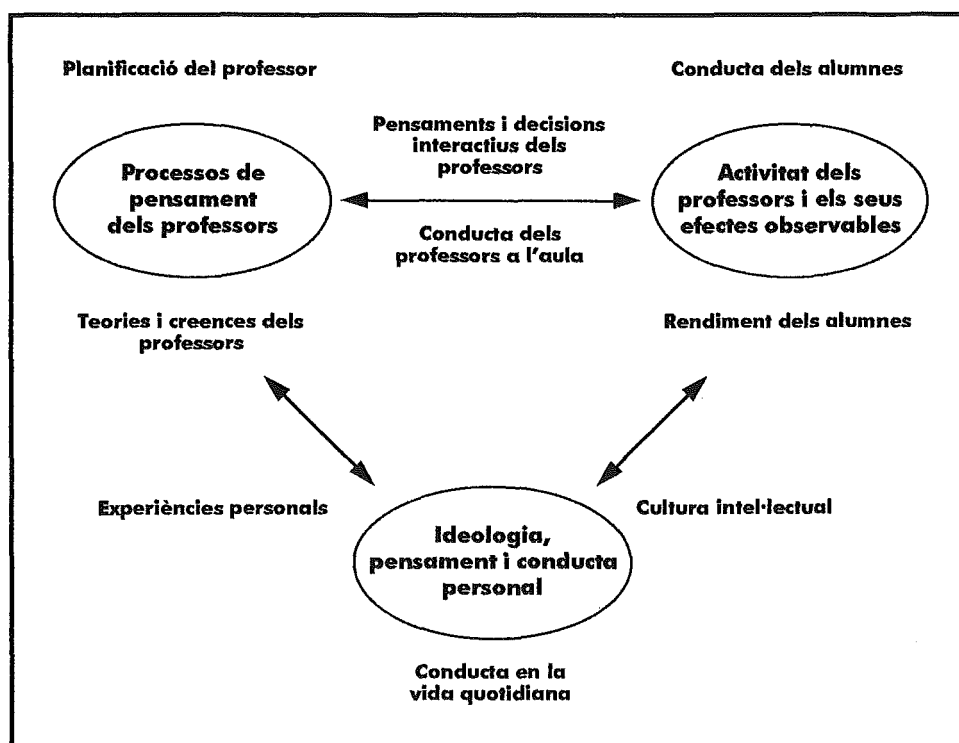 Planificació del professor
Conducta dels alumnes
Pensaments i decisions
interactius dels
professors
Processos de
pensament
dels professors
Activitat dels
professors i els seus
efectes observables
Conducta dels
professors a l'aula
Teories i creences dels
professors
Rendiment dels alumnes
Experiències personals
Cultura intel·lectual
Ideologia,
pensament i conducta
personal
Conducta en la
vida quotidiana